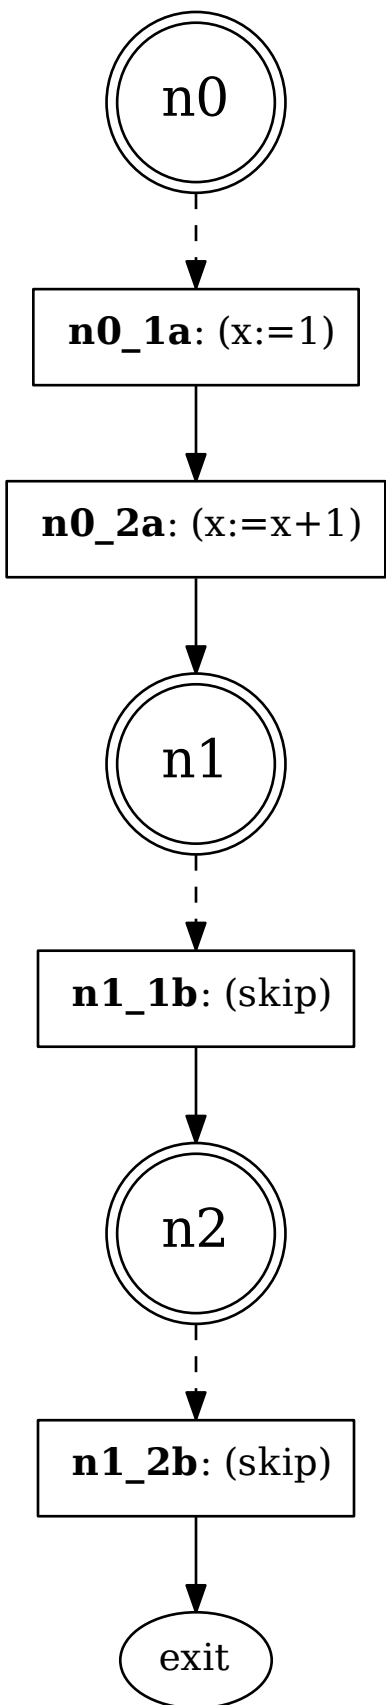 n0
n0_1a: (x:=1)
n0_2a: (x:=x+1)
n1
n1_1b: (skip)
n2
n1_2b: (skip)
exit